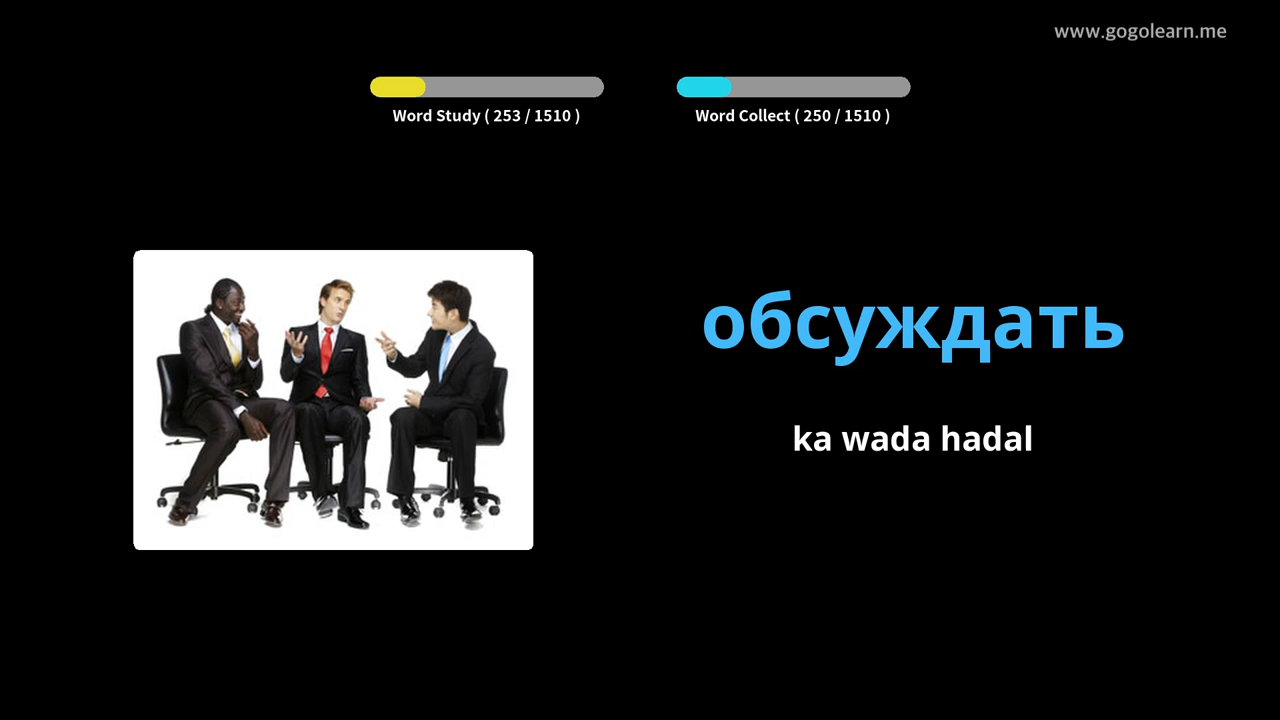 www.gogolearn.me
Word Study ( 253 / 1510 )
Word Collect ( 250 / 1510 )
обсуждать
ka wada hadal